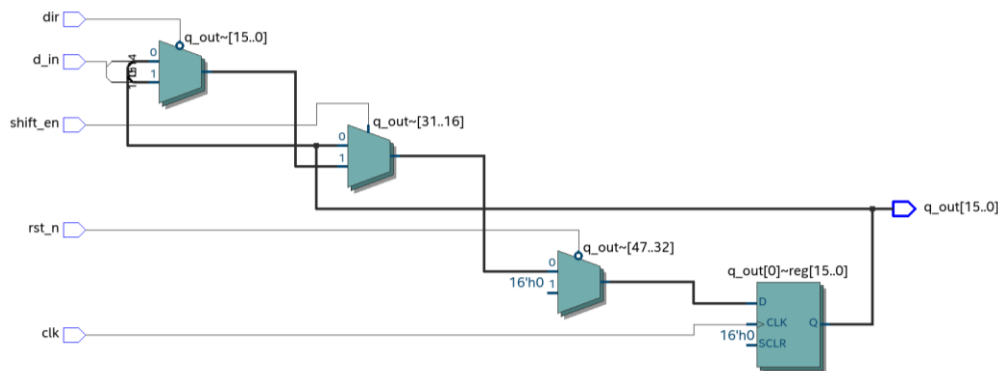 dir
q_out~[15..0]
d_in
0
1
shift_en
q_out~[31..16]
0
1
q_out[15..0]
rst_n
q_out~[47..32]
0
16'h0 1
q_out[0]~reg[15..0]
D
clk
>CLK Q
16'h0
SCLR